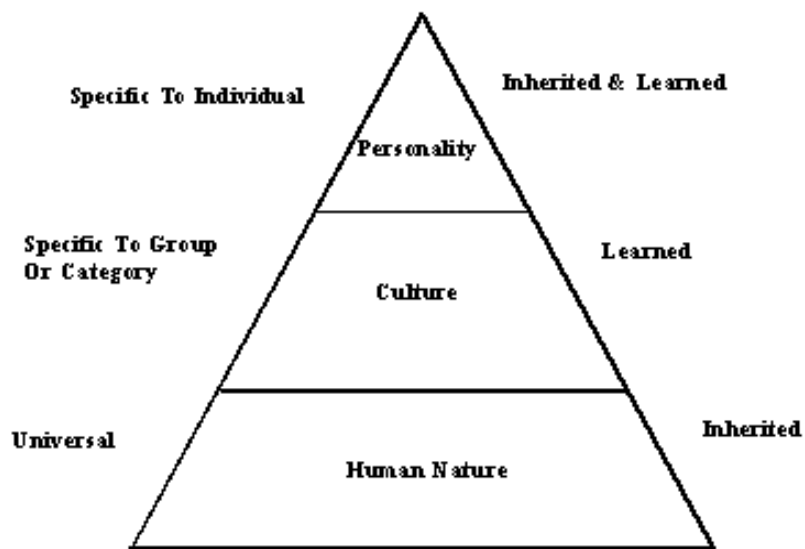 Specific To Individual
Inherited & Learned
Personality
Specific To Group
Or Category
Learned
Culture
Universal
Inherited
Human Nature